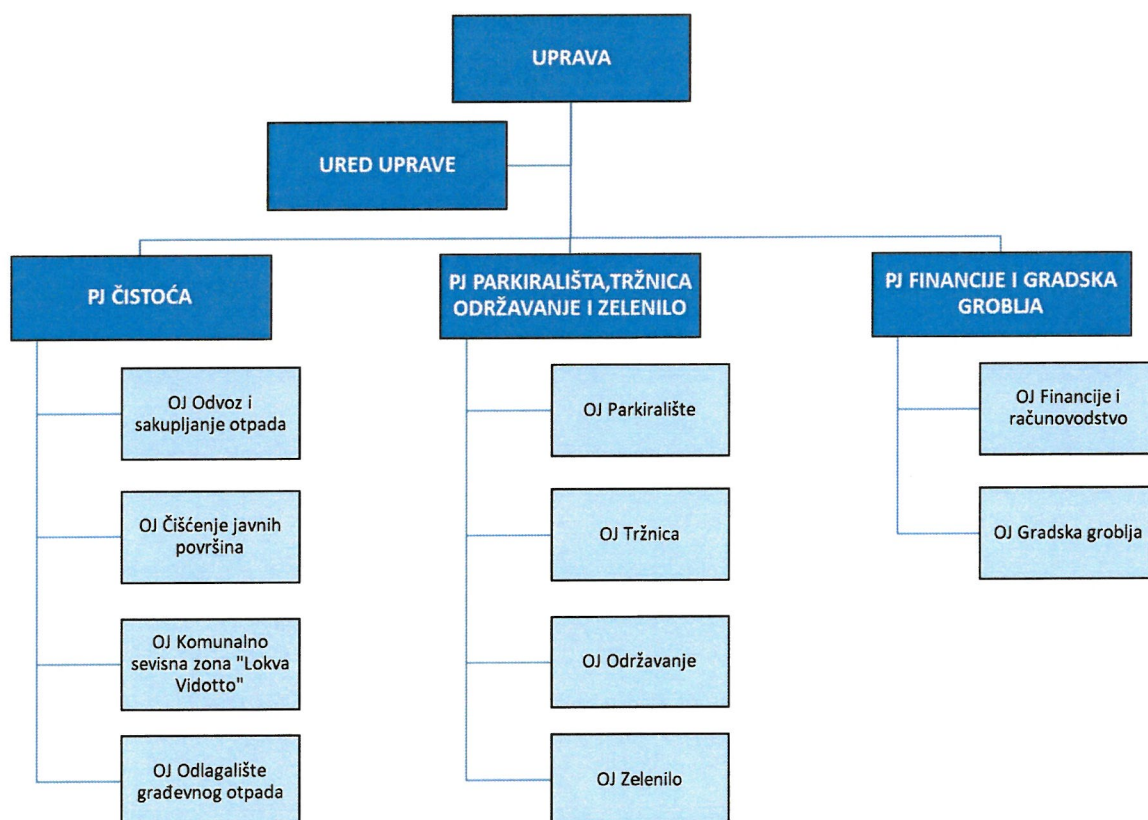 UPRAVA
URED UPRAVE
PJ ČISTOĆA
PJ PARKIRALIŠTA,TRŽNICA
ODRŽAVANJE I ZELENILO
PJ FINANCIJE I GRADSKA
GROBLJA
OJ Odvoz i
sakupljanje otpada
OJ Čišćenje javnih
površina
OJ Komunalno
sevisna zona "Lokva
Vidotto"
OJ Odlagalište
građevnog otpada
OJ Parkiralište
OJ Tržnica
OJ Održavanje
OJ Zelenilo
OJ Financije i
računovodstvo
OJ Gradska groblja